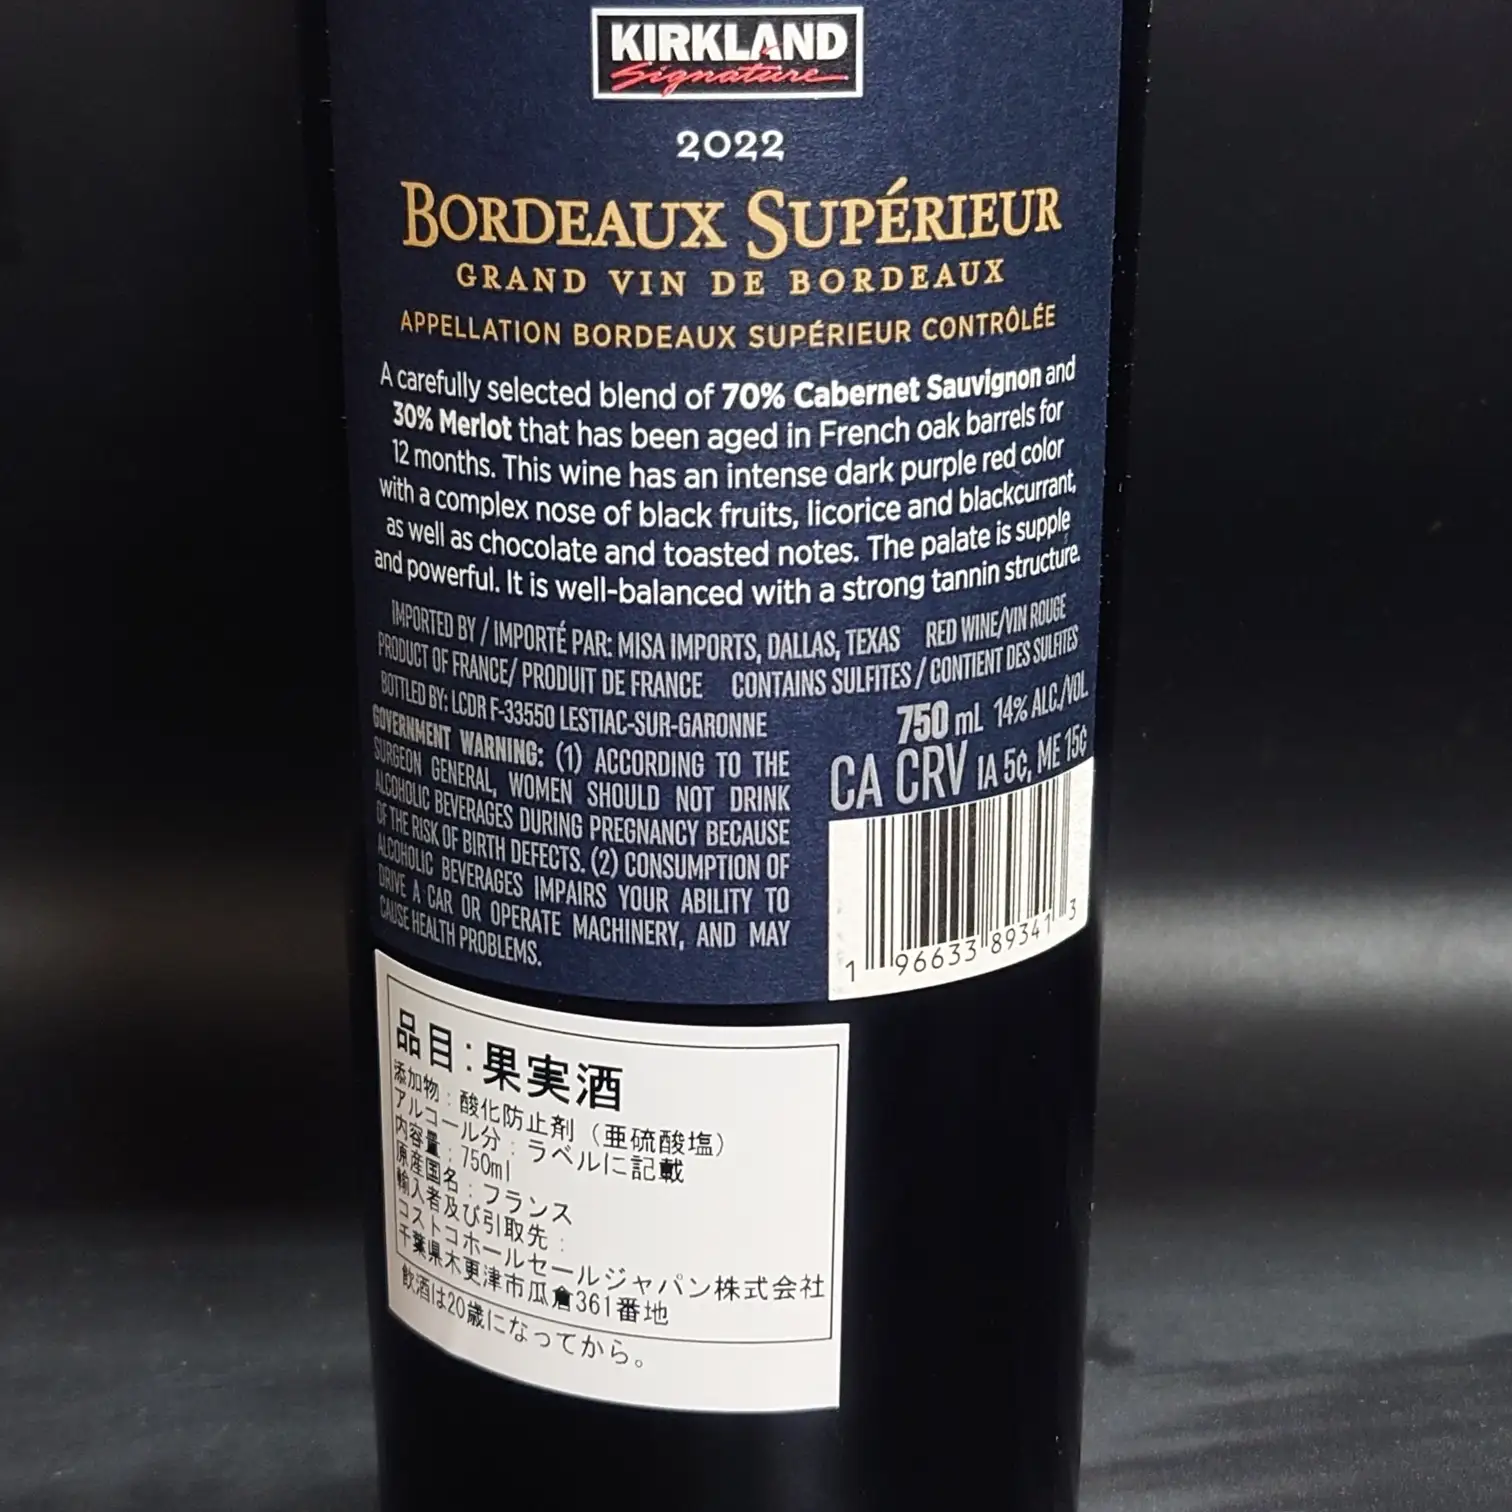 KIRKLAND
Signature
2022
BORDEAUX SUPÉRIEUR
GRAND VIN DE BORDEAUX
APPELLATION BORDEAUX SUPÉRIEUR CONTRÔLÉE
A carefully selected blend of 70% Cabernet Sauvignon and
30% Merlot that has been aged in French oak barrels for
12 months. This wine has an intense dark purple red color
with a complex nose of black fruits, licorice and blackcurrant,
as well as chocolate and toasted notes. The palate is supple
and powerful. It is well-balanced with a strong tannin structure.
IMPORTED BY / IMPORTÉ PAR: MISA IMPORTS, DALLAS, TEXAS RED WINE/VIN ROUGE
PRODUCT OF FRANCE/ PRODUIT DE FRANCE CONTAINS SULFITES / CONTIENT DES SULFITES
BOTTLED BY: LCDR F-33550 LESTIAC-SUR-GARONNE
750 mL 14% ALC./VOL.
CA CRV IA 5¢, ME 15¢
GOVERNMENT WARNING: (1) ACCORDING TO THE
SURGEON GENERAL, WOMEN SHOULD NOT DRINK
ALCOHOLIC BEVERAGES DURING PREGNANCY BECAUSE
OF THE RISK OF BIRTH DEFECTS. (2) CONSUMPTION OF
ALCOHOLIC BEVERAGES IMPAIRS YOUR ABILITY TO
DRIVE A CAR OR OPERATE MACHINERY, AND MAY
CAUSE HEALTH PROBLEMS.
1 96633 89341 3
品目:果実酒
添加物:酸化防止剤(亜硫酸塩)
アルコール分:ラベルに記載
内容量:750ml
原産国名:フランス
輸入者及び引取先:
コストコホールセールジャパン株式会社
千葉県木更津市瓜倉361番地
飲酒は20歳になってから。